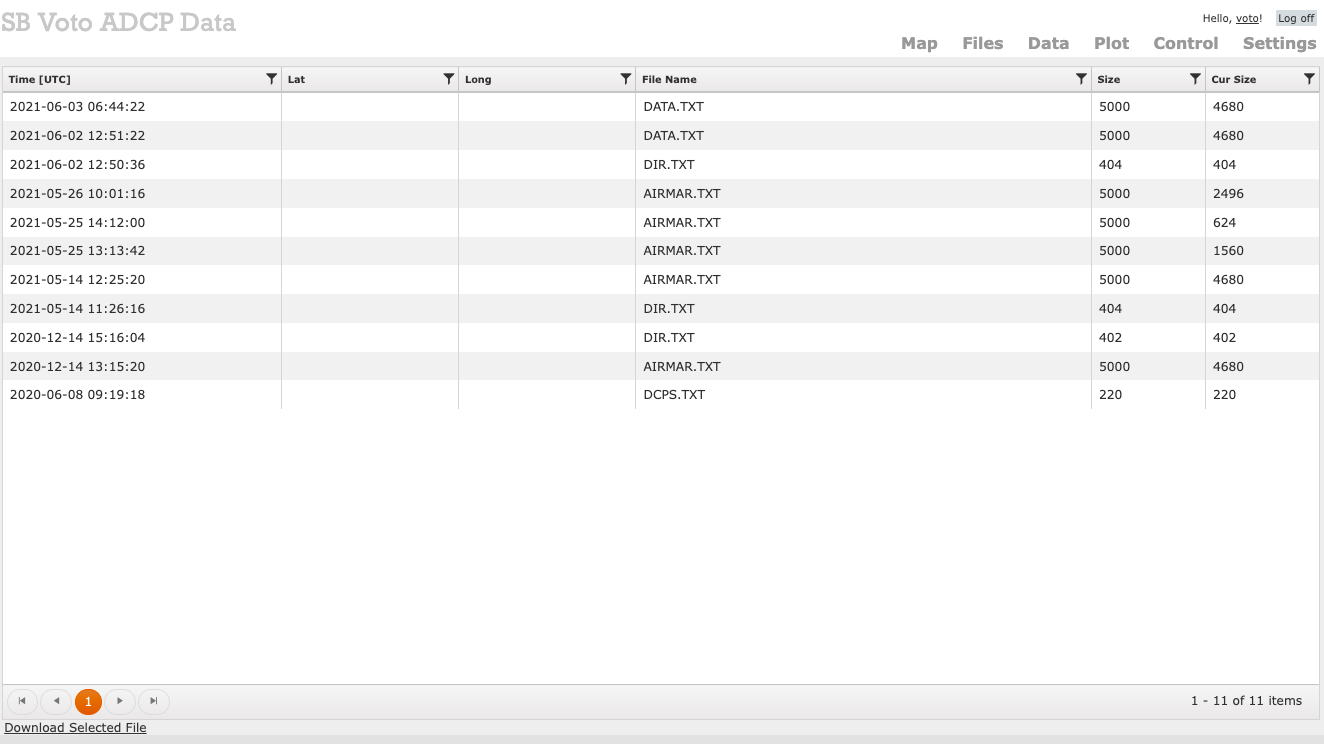 SB Voto ADCP Data
Hello, voto! Log off
Map Files Data Plot Control Settings
Time [UTC] Lat Long File Name Size Cur Size
2021-06-03 06:44:22 DATA.TXT 5000 4680
2021-06-02 12:51:22 DATA.TXT 5000 4680
2021-06-02 12:50:36 DIR.TXT 404 404
2021-05-26 10:01:16 AIRMAR.TXT 5000 2496
2021-05-25 14:12:00 AIRMAR.TXT 5000 624
2021-05-25 13:13:42 AIRMAR.TXT 5000 1560
2021-05-14 12:25:20 AIRMAR.TXT 5000 4680
2021-05-14 11:26:16 DIR.TXT 404 404
2020-12-14 15:16:04 DIR.TXT 402 402
2020-12-14 13:15:20 AIRMAR.TXT 5000 4680
2020-06-08 09:19:18 DCPS.TXT 220 220
1 1 - 11 of 11 items
Download Selected File